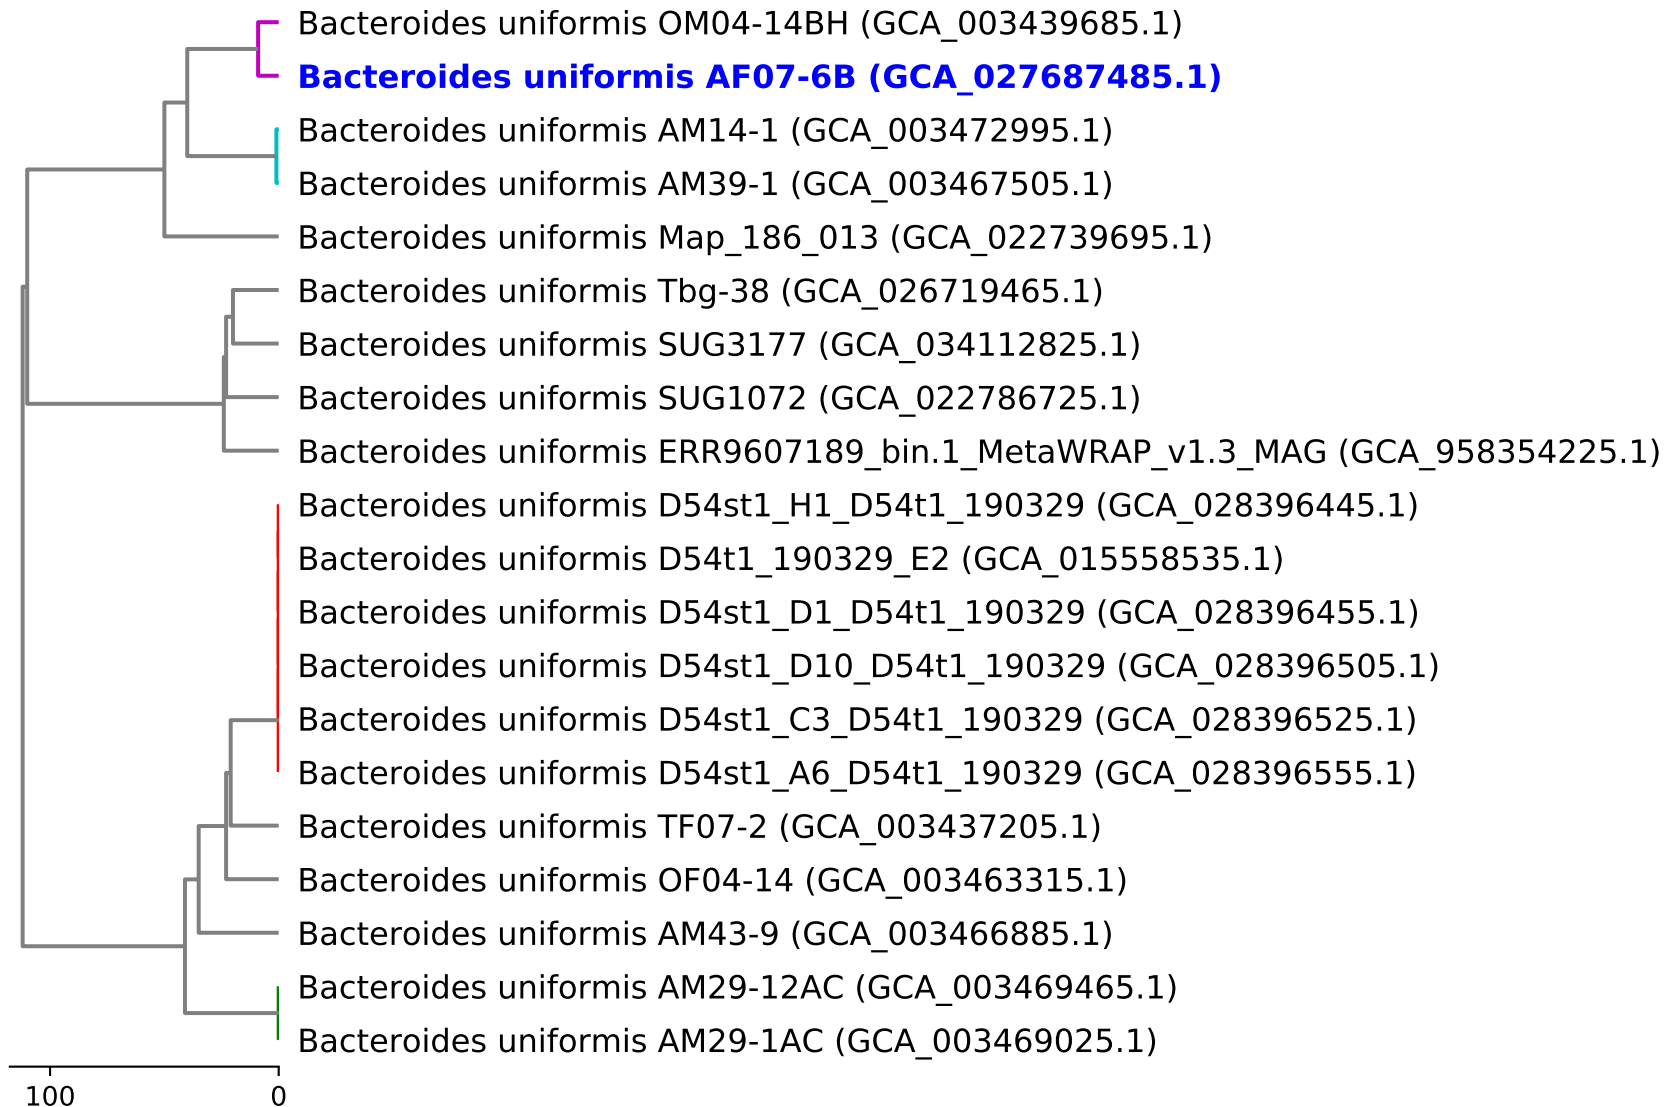 Bacteroides uniformis OM04-14BH (GCA_003439685.1)
Bacteroides uniformis AF07-6B (GCA_027687485.1)
Bacteroides uniformis AM14-1 (GCA_003472995.1)
Bacteroides uniformis AM39-1 (GCA_003467505.1)
Bacteroides uniformis Map_186_013 (GCA_022739695.1)
Bacteroides uniformis Tbg-38 (GCA_026719465.1)
Bacteroides uniformis SUG3177 (GCA_034112825.1)
Bacteroides uniformis SUG1072 (GCA_022786725.1)
Bacteroides uniformis ERR9607189_bin.1_MetaWRAP_v1.3_MAG (GCA_958354225.1)
Bacteroides uniformis D54st1_H1_D54t1_190329 (GCA_028396445.1)
Bacteroides uniformis D54t1_190329_E2 (GCA_015558535.1)
Bacteroides uniformis D54st1_D1_D54t1_190329 (GCA_028396455.1)
Bacteroides uniformis D54st1_D10_D54t1_190329 (GCA_028396505.1)
Bacteroides uniformis D54st1_C3_D54t1_190329 (GCA_028396525.1)
Bacteroides uniformis D54st1_A6_D54t1_190329 (GCA_028396555.1)
Bacteroides uniformis TF07-2 (GCA_003437205.1)
Bacteroides uniformis OF04-14 (GCA_003463315.1)
Bacteroides uniformis AM43-9 (GCA_003466885.1)
Bacteroides uniformis AM29-12AC (GCA_003469465.1)
Bacteroides uniformis AM29-1AC (GCA_003469025.1)
100 0